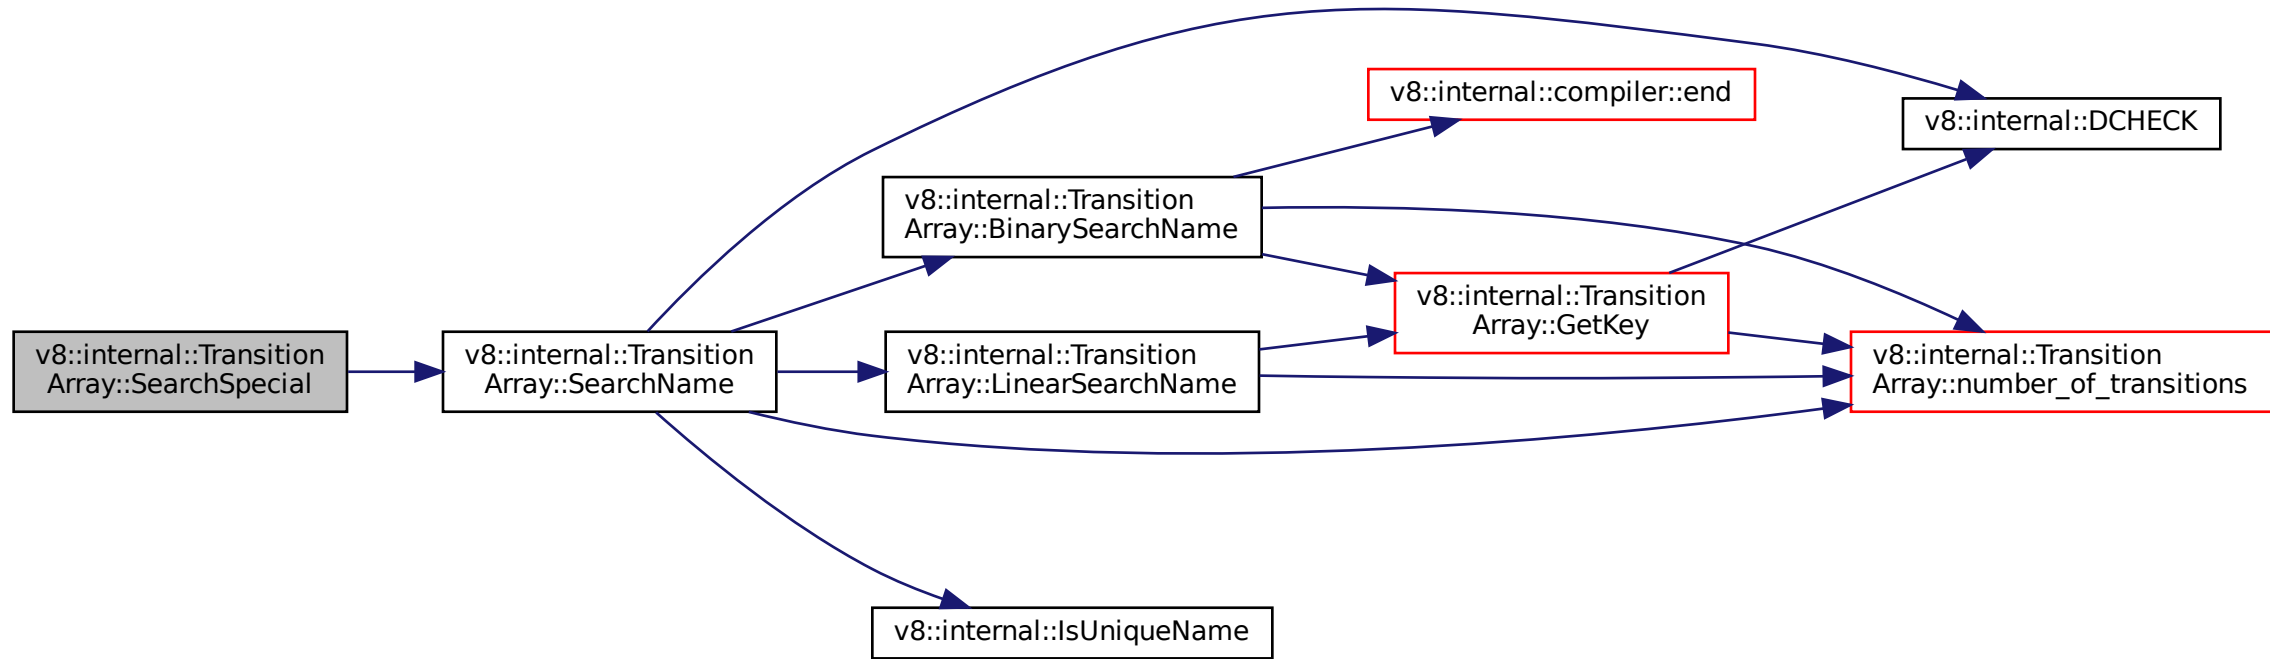 v8::internal::Transition
Array::SearchSpecial
v8::internal::Transition
Array::SearchName
v8::internal::Transition
Array::BinarySearchName
v8::internal::Transition
Array::LinearSearchName
v8::internal::IsUniqueName
v8::internal::compiler::end
v8::internal::Transition
Array::GetKey
v8::internal::DCHECK
v8::internal::Transition
Array::number_of_transitions